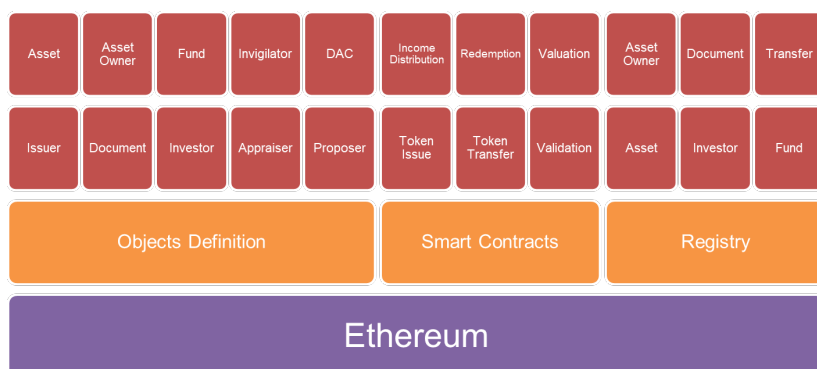 Asset
Asset
Owner
Fund
Invigilator
DAC
Income
Distribution
Redemption
Valuation
Asset
Owner
Document
Transfer
Issuer
Document
Investor
Appraiser
Proposer
Token
Issue
Token
Transfer
Validation
Asset
Investor
Fund
Objects Definition
Smart Contracts
Registry
Ethereum